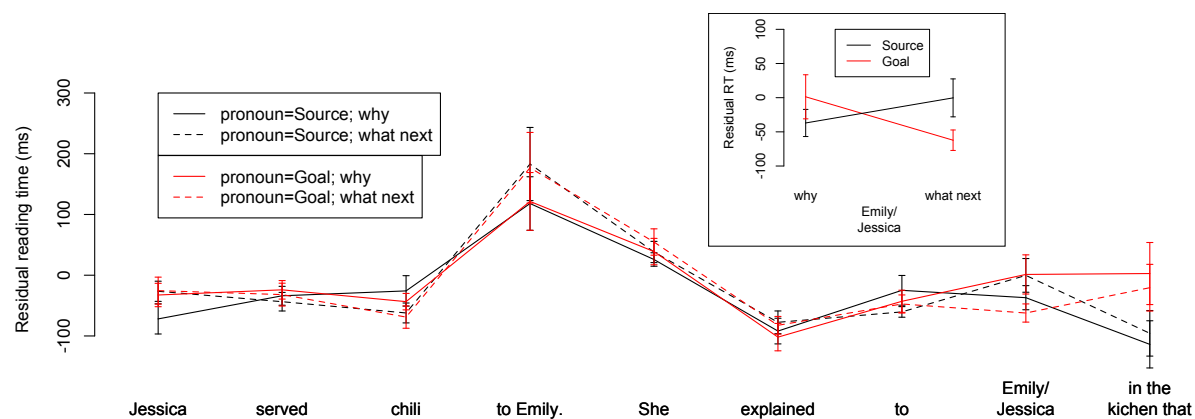 Residual reading time (ms)
300
200
100
0
-100
pronoun=Source; why
pronoun=Source; what next
pronoun=Goal; why
pronoun=Goal; what next
Residual RT (ms)
100
50
0
-50
-100
Source
Goal
why
what next
Emily/
Jessica
Jessica
served
chili
to Emily.
She
explained
to
Emily/
Jessica
in the
kichen that